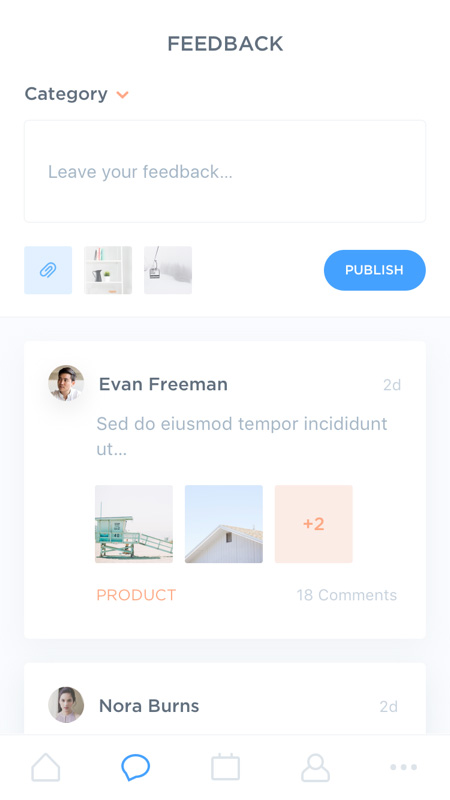 FEEDBACK
Category
Leave your feedback...
PUBLISH
Evan Freeman
2d
Sed do eiusmod tempor incididunt
ut...
+2
PRODUCT
18 Comments
Nora Burns
2d